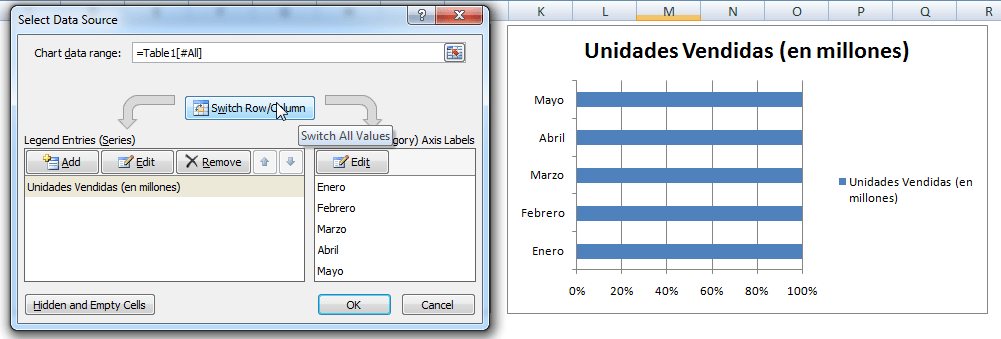 Select Data Source
?
Chart data range:
=Table1[#All]
Switch Row/Column
Switch All Values
Legend Entries (Series)
gory) Axis Labels
Add
Edit
Remove
Edit
Unidades Vendidas (en millones)
Enero
Febrero
Marzo
Abril
Mayo
Hidden and Empty Cells
OK
Cancel
K L M N O P Q R
Unidades Vendidas (en millones)
Mayo
Abril
Marzo
Febrero
Enero
0% 20% 40% 60% 80% 100%
Unidades Vendidas (en
millones)